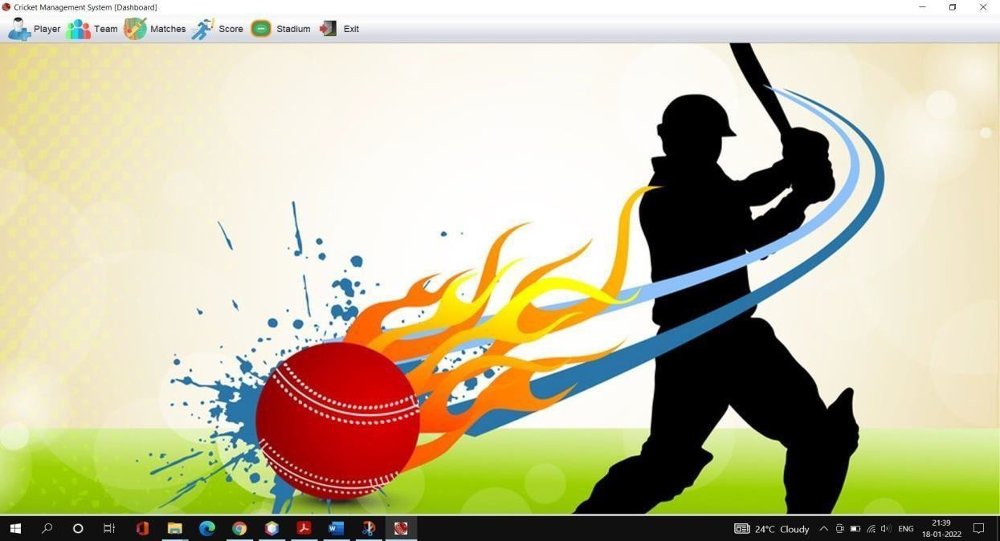 Cricket Management System [Dashboard]
Player Team Matches Score Stadium Exit
24°C Cloudy ENG 21:39
18-01-2022